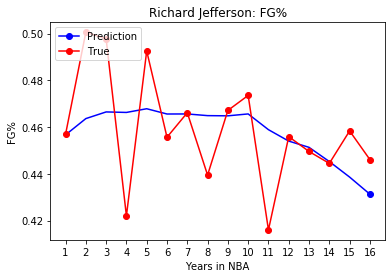 Richard Jefferson: FG%
Prediction
True
0.50
0.48
0.46
0.44
0.42
FG%
1 2 3 4 5 6 7 8 9 10 11 12 13 14 15 16
Years in NBA